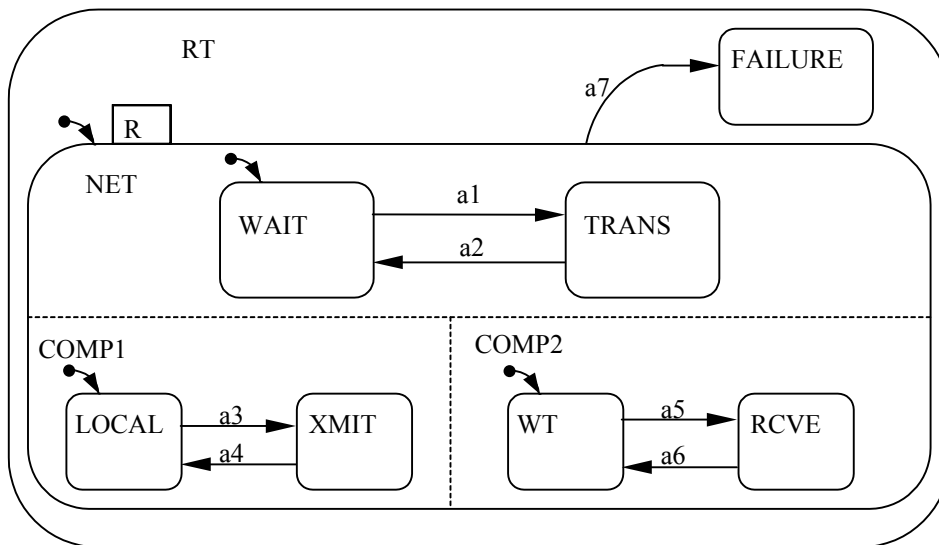 RT
FAILURE
a7
R
NET
WAIT
a1
TRANS
a2
COMP1
COMP2
LOCAL
a3
XMIT
a4
WT
a5
RCVE
a6